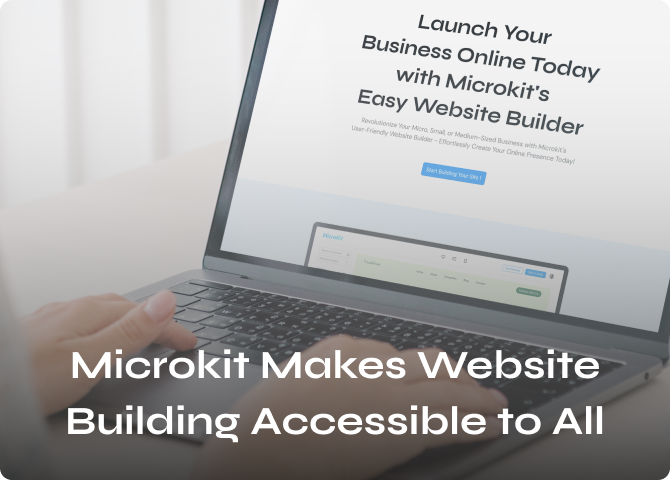 Launch Your
Business Online Today
with Microkit's
Easy Website Builder
Revolutionize Your Micro, Small, or Medium-Sized Business with Microkit's
User-Friendly Website Builder - Effortlessly Create Your Online Presence Today!
Start Building Your Site !
Microkit
Microkit Makes Website
Building Accessible to All